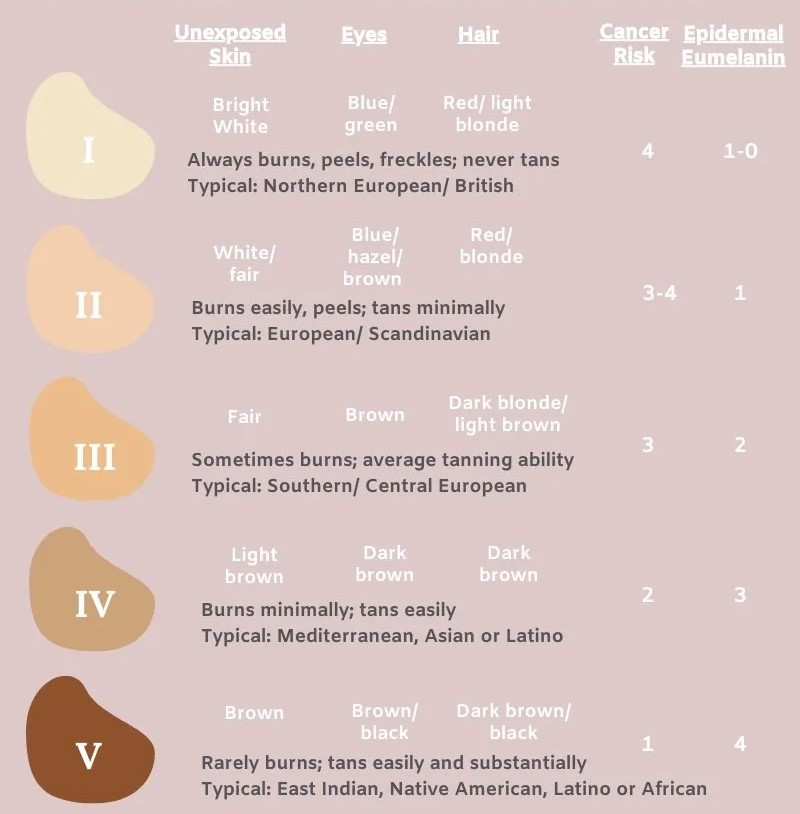 Unexposed Skin Eyes Hair Cancer Risk Epidermal Eumelanin
I
Bright White
Blue/ green
Red/ light blonde
Always burns, peels, freckles; never tans
Typical: Northern European/ British
4
1-0
II
White/ fair
Blue/ hazel/ brown
Red/ blonde
Burns easily, peels; tans minimally
Typical: European/ Scandinavian
3-4
1
III
Fair
Brown
Dark blonde/ light brown
Sometimes burns; average tanning ability
Typical: Southern/ Central European
3
2
IV
Light brown
Dark brown
Dark brown
Burns minimally; tans easily
Typical: Mediterranean, Asian or Latino
2
3
V
Brown
Brown/ black
Dark brown/ black
Rarely burns; tans easily and substantially
Typical: East Indian, Native American, Latino or African
1
4